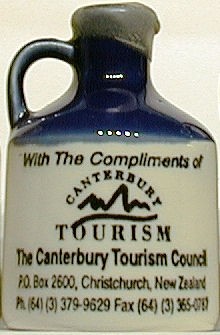 With The Compliments of
CANTERBURY
TOURISM
The Canterbury Tourism Council
P.O. Box 2600, Christchurch, New Zealand
Ph. (64) (3) 379-9629 Fax (64) (3) 365-0787